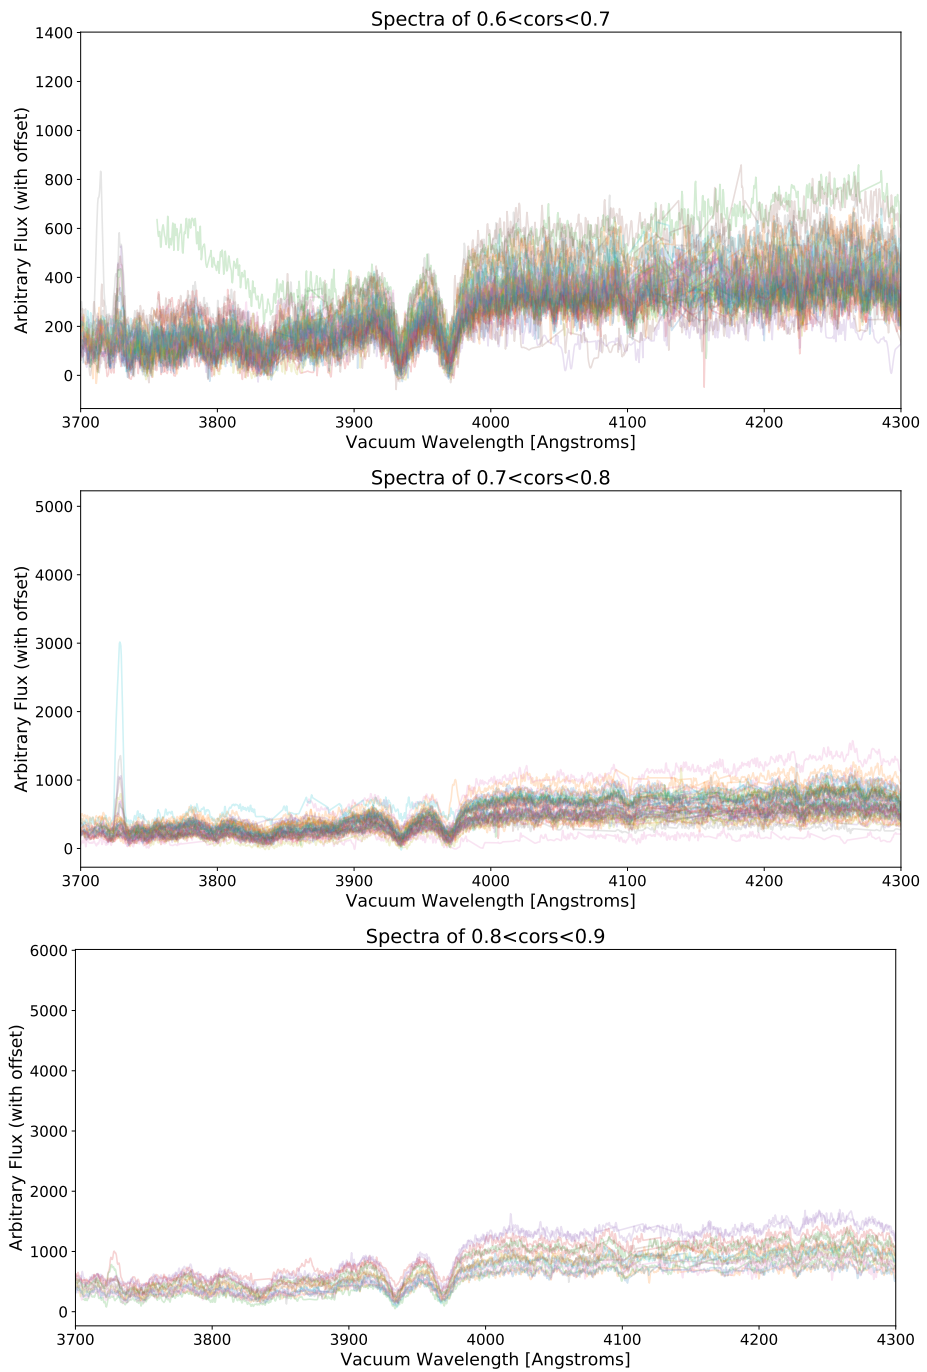 Spectra of 0.6<cors<0.7
1400
1200
1000
800
600
400
200
0
Arbitrary Flux (with offset)
3700 3800 3900 4000 4100 4200 4300
Vacuum Wavelength [Angstroms]
Spectra of 0.7<cors<0.8
5000
4000
3000
2000
1000
0
Arbitrary Flux (with offset)
3700 3800 3900 4000 4100 4200 4300
Vacuum Wavelength [Angstroms]
Spectra of 0.8<cors<0.9
6000
5000
4000
3000
2000
1000
0
Arbitrary Flux (with offset)
3700 3800 3900 4000 4100 4200 4300
Vacuum Wavelength [Angstroms]